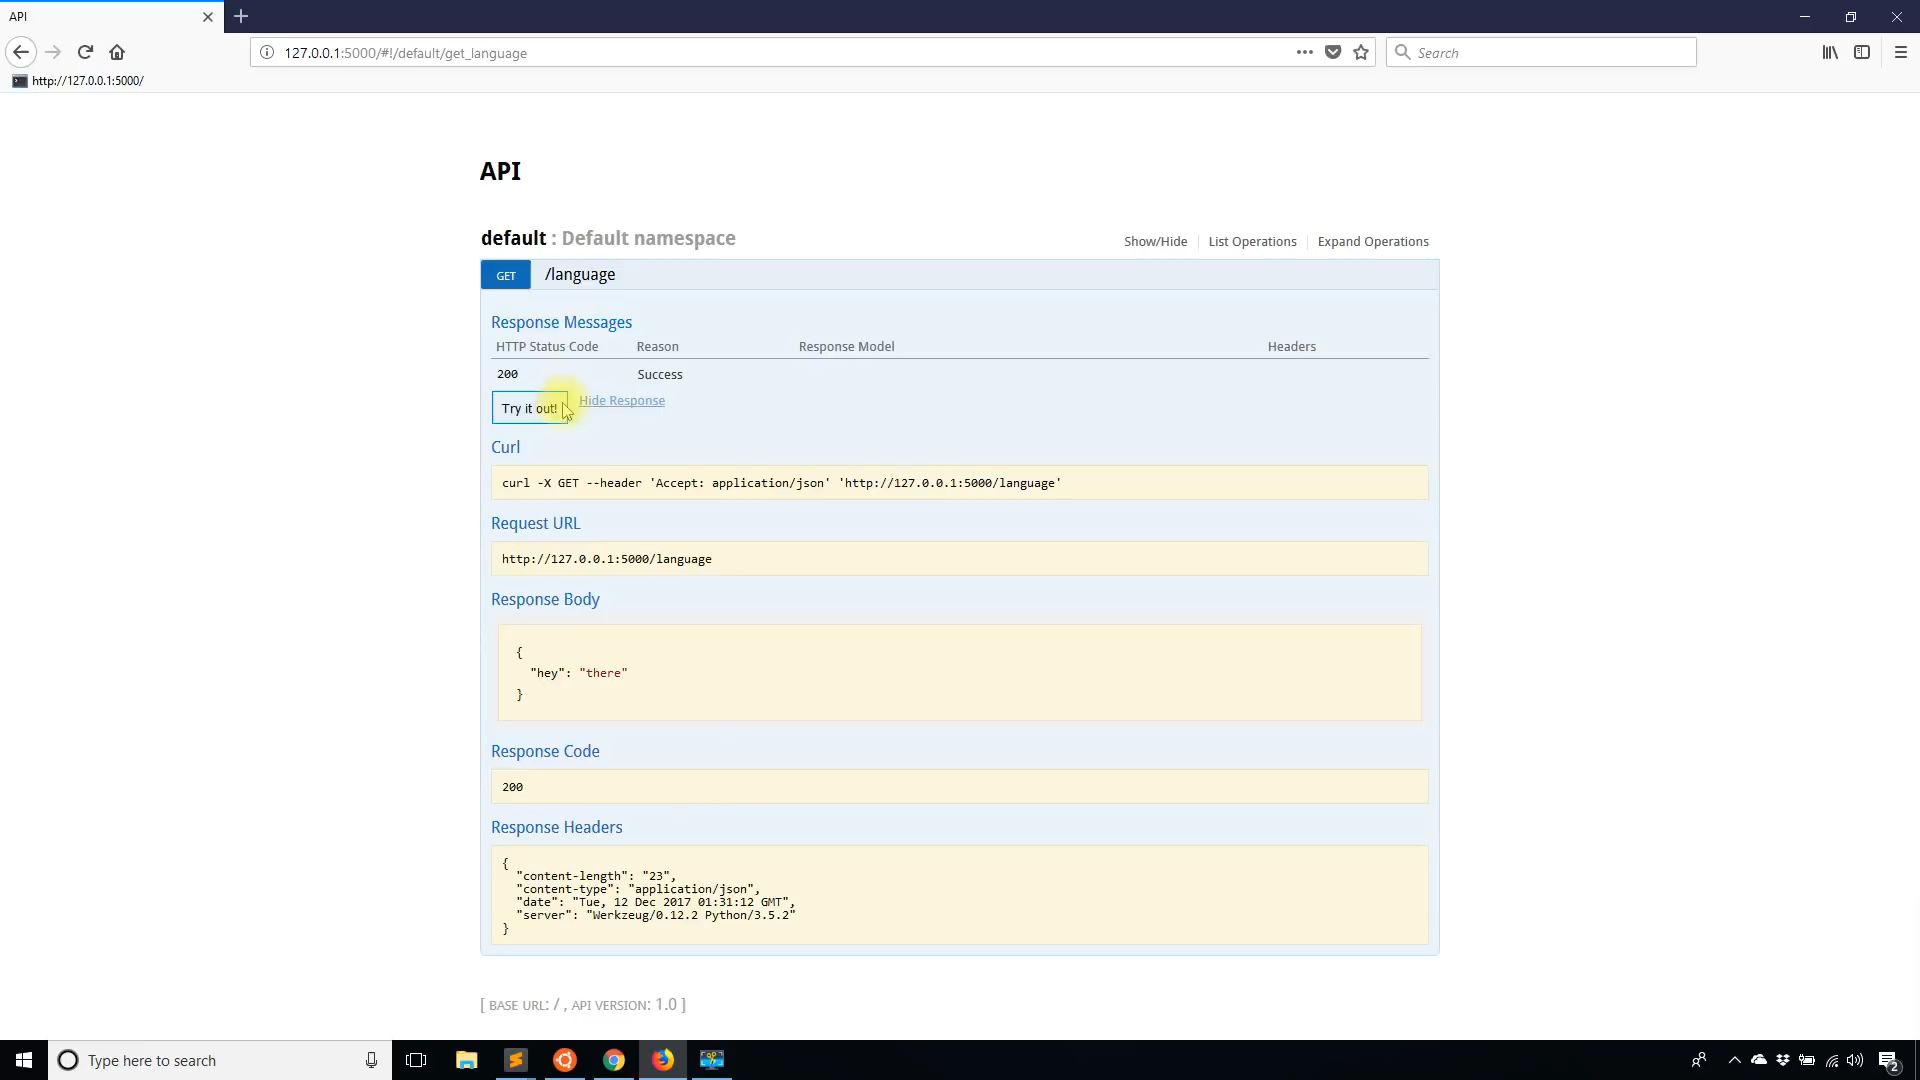 API
127.0.0.1:5000/#!/default/get_language
Search
http://127.0.0.1:5000/
API
default : Default namespace
Show/Hide
List Operations
Expand Operations
GET /language
Response Messages
HTTP Status Code Reason Response Model Headers
200 Success
Try it out! Hide Response
Curl
curl -X GET --header 'Accept: application/json' 'http://127.0.0.1:5000/language'
Request URL
http://127.0.0.1:5000/language
Response Body
{
"hey": "there"
}
Response Code
200
Response Headers
{
"content-length": "23",
"content-type": "application/json",
"date": "Tue, 12 Dec 2017 01:31:12 GMT",
"server": "Werkzeug/0.12.2 Python/3.5.2"
}
[ BASE URL: / , API VERSION: 1.0 ]
Type here to search
2